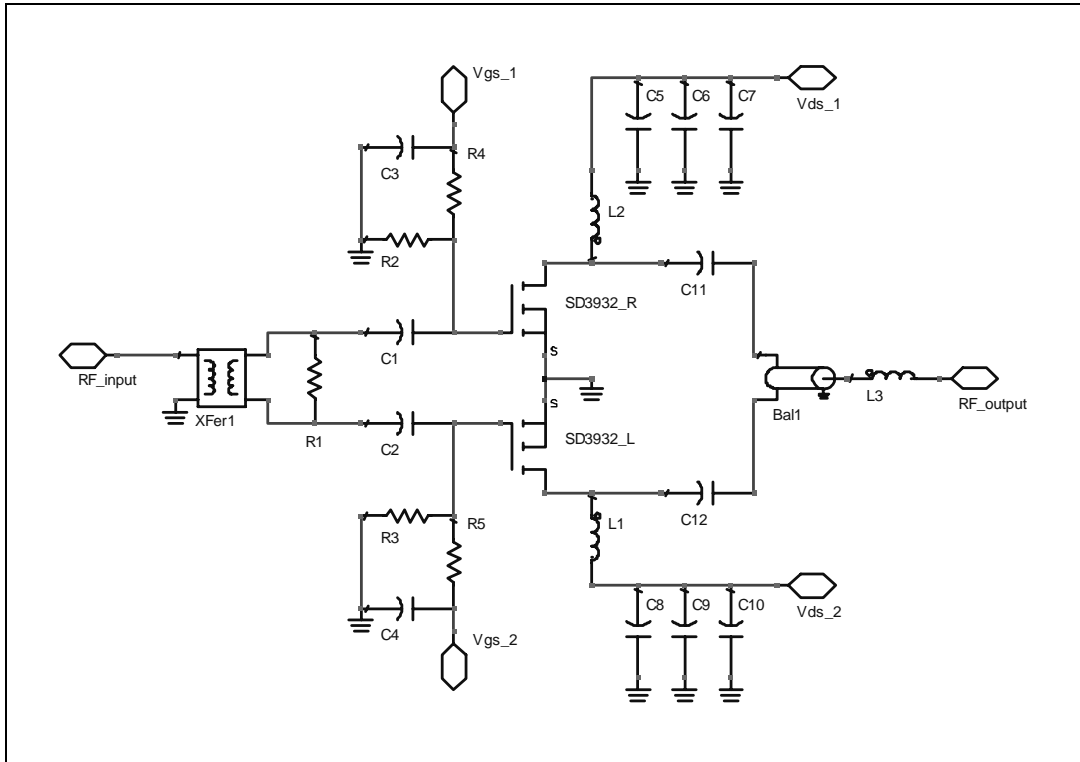 Vgs_1
C5
C6
C7
Vds_1
C3
R4
R2
L2
C11
SD3932_R
C1
S
RF_input
XFer1
R1
C2
S
SD3932_L
Bal1
L3
RF_output
R3
R5
C12
L1
C4
Vgs_2
C8
C9
C10
Vds_2